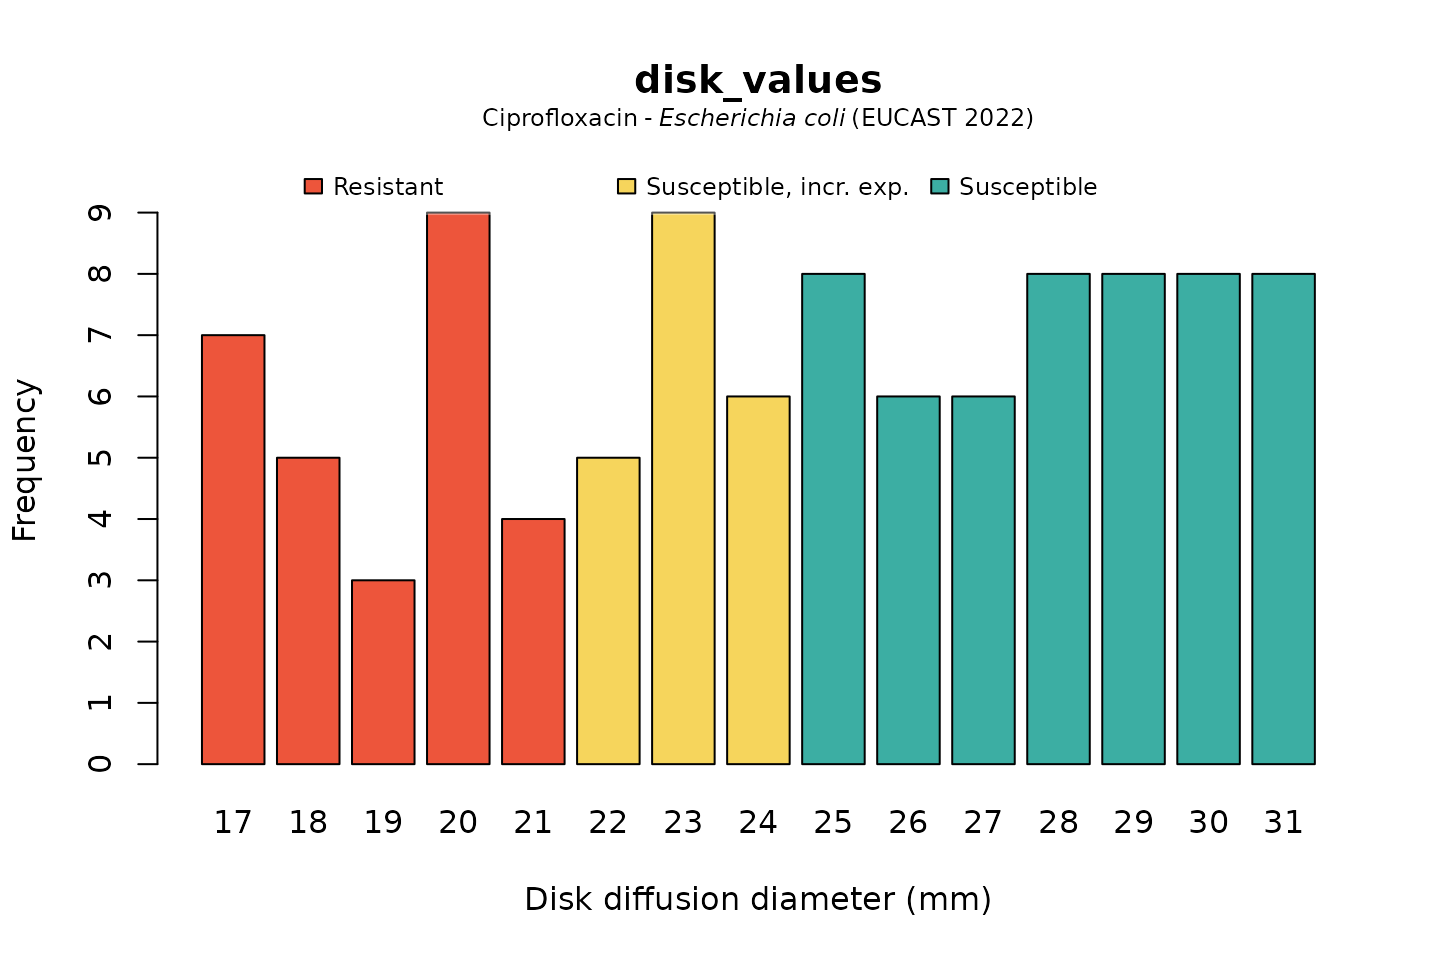 disk_values
Ciprofloxacin - Escherichia coli (EUCAST 2022)
Resistant Susceptible, incr. exp. Susceptible
9
8
7
6
5
4
3
2
1
0
Frequency
17 18 19 20 21 22 23 24 25 26 27 28 29 30 31
Disk diffusion diameter (mm)